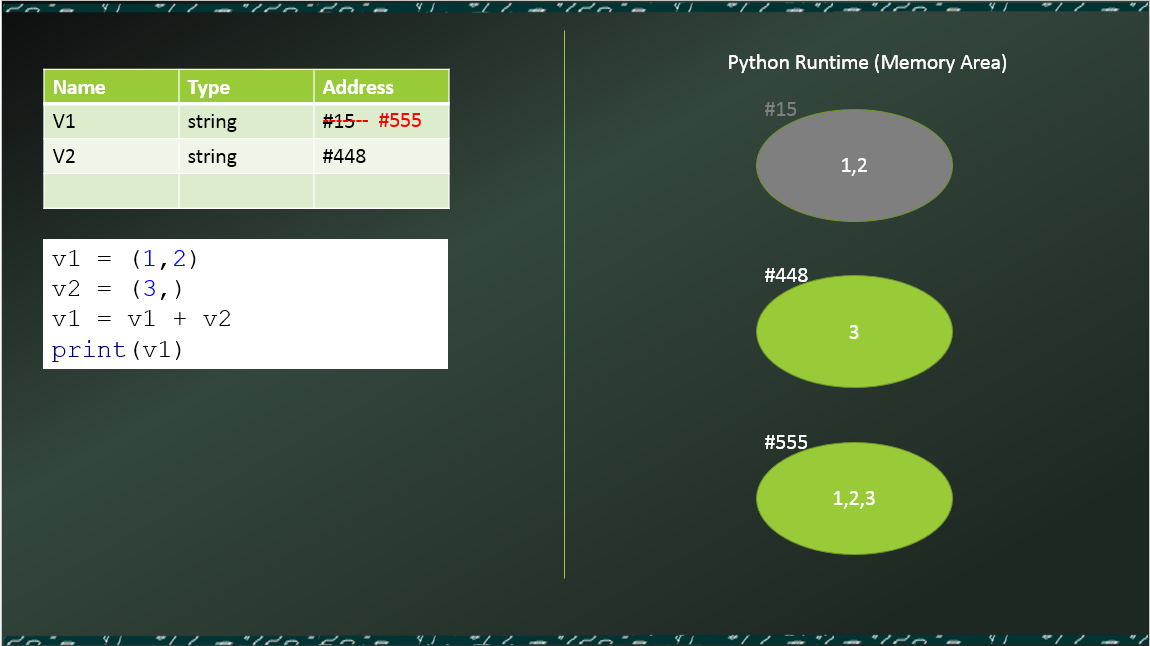 Name Type Address
V1 string #15 #555
V2 string #448
v1 = (1,2)
v2 = (3,)
v1 = v1 + v2
print(v1)
Python Runtime (Memory Area)
#15
1,2
#448
3
#555
1,2,3